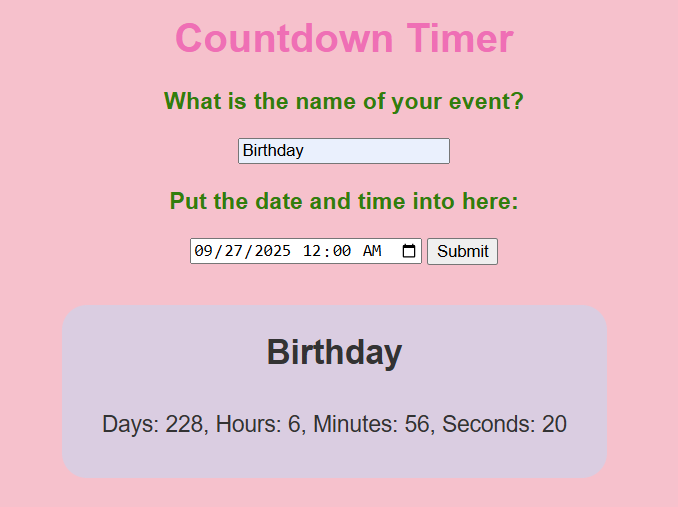 Countdown Timer
What is the name of your event?
Birthday
Put the date and time into here:
09/27/2025 12:00 AM Submit
Birthday
Days: 228, Hours: 6, Minutes: 56, Seconds: 20